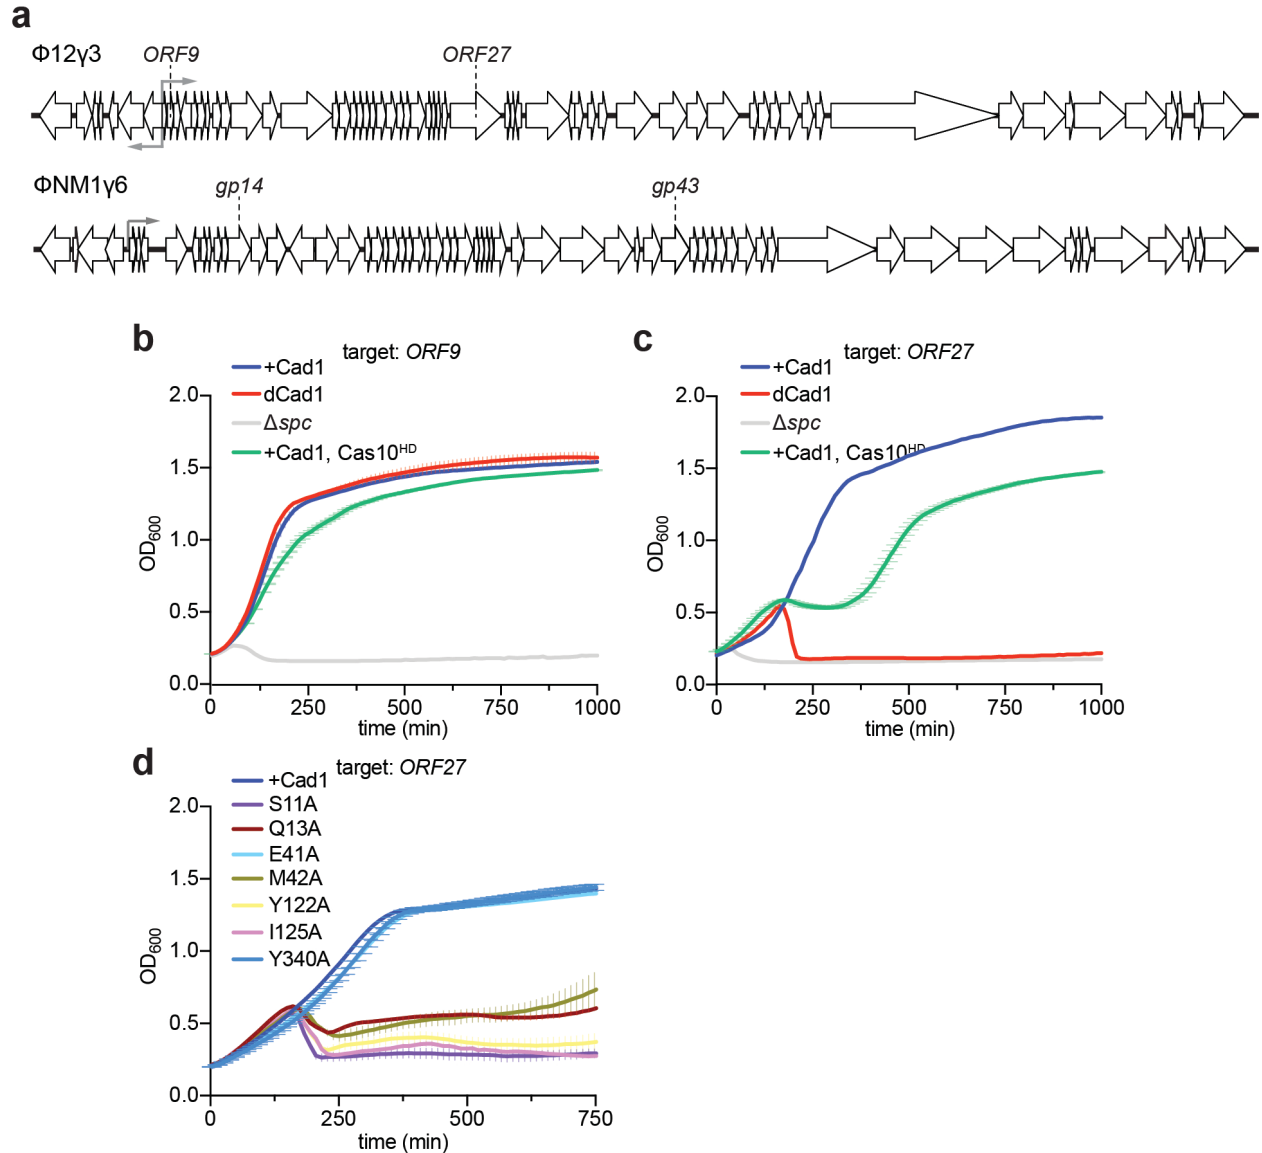 a
Φ12γ3 ORF9 ORF27
ΦNM1γ6 gp14 gp43
b
target: ORF9
+Cad1
dCad1
Δspc
+Cad1, Cas10HD
2.0
1.5
1.0
0.5
0.0
OD600
0 250 500 750 1000
time (min)
c
target: ORF27
+Cad1
dCad1
Δspc
+Cad1, Cas10HD
2.0
1.5
1.0
0.5
0.0
OD600
0 250 500 750 1000
time (min)
d
target: ORF27
+Cad1
S11A
Q13A
E41A
M42A
Y122A
I125A
Y340A
2.0
1.5
1.0
0.5
0.0
OD600
0 250 500 750
time (min)